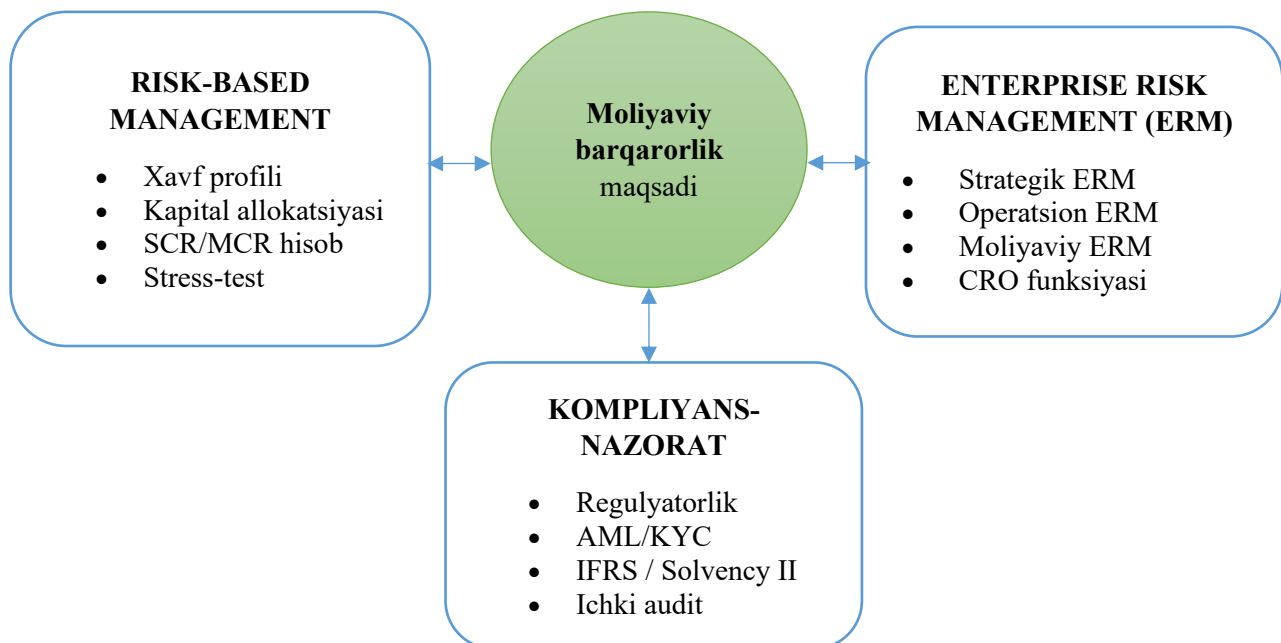 RISK-BASED
MANAGEMENT
• Xavf profili
• Kapital allokatsiyasi
• SCR/MCR hisob
• Stress-test
Moliyaviy
barqarorlik
maqsadi
ENTERPRISE RISK
MANAGEMENT (ERM)
• Strategik ERM
• Operatsion ERM
• Moliyaviy ERM
• CRO funksiyasi
KOMPLIYANS-
NAZORAT
• Regulyatorlik
• AML/KYC
• IFRS / Solvency II
• Ichki audit